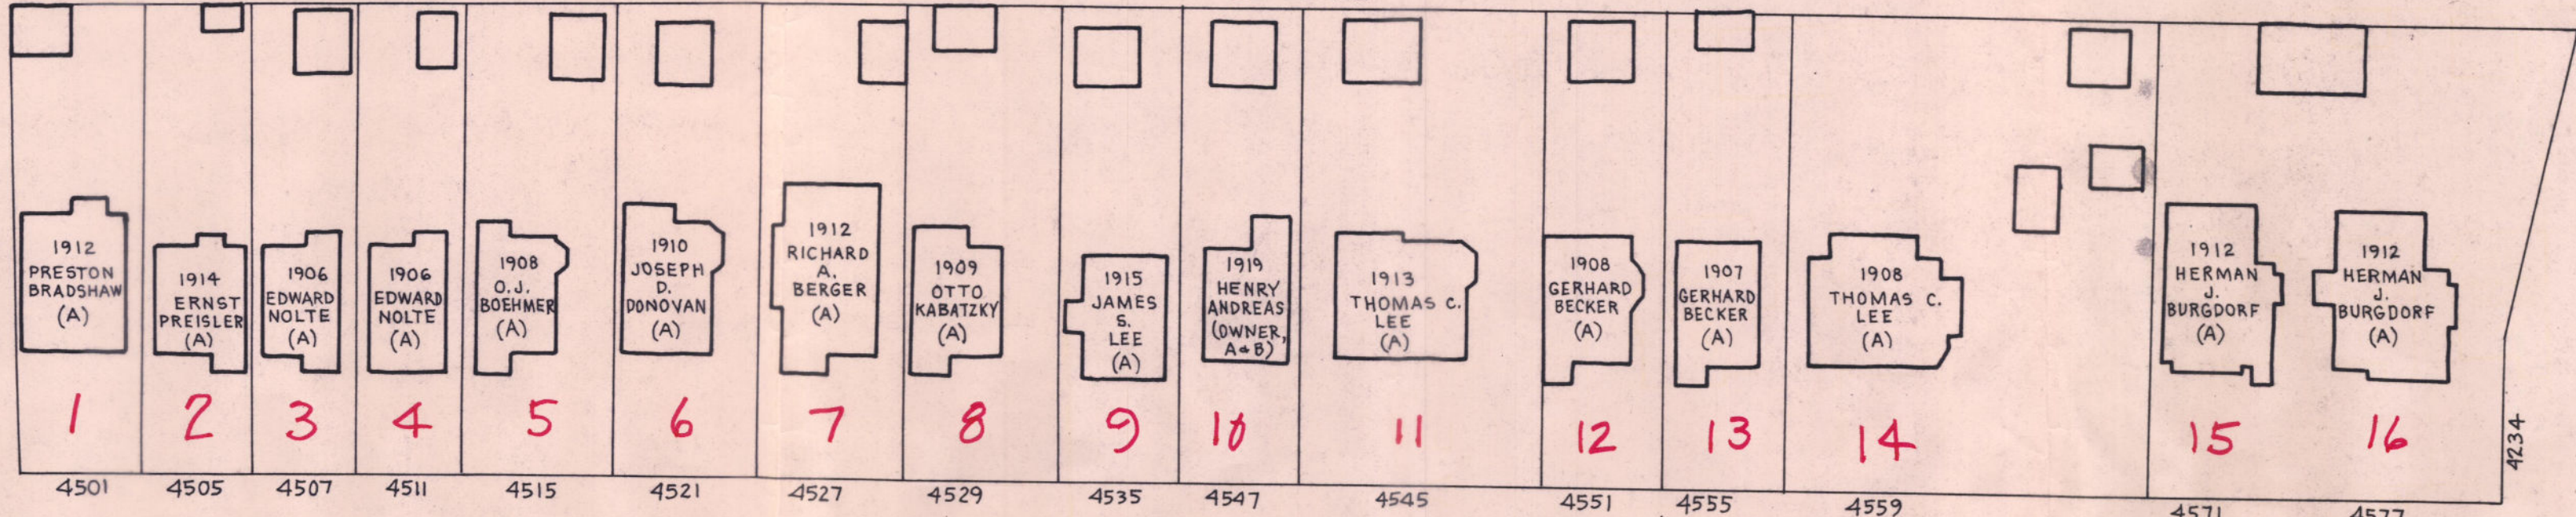 1912
PRESTON
BRADSHAW
(A)
1914
ERNST
PREISLER
(A)
1906
EDWARD
NOLTE
(A)
1906
EDWARD
NOLTE
(A)
1908
O.J.
BOEHMER
(A)
1910
JOSEPH
D.
DONOVAN
(A)
1912
RICHARD
A.
BERGER
(A)
1909
OTTO
KABATZKY
(A)
1915
JAMES
S.
LEE
(A)
1919
HENRY
ANDREAS
(OWNER,
A&B)
1913
THOMAS C.
LEE
(A)
1908
GERHARD
BECKER
(A)
1907
GERHARD
BECKER
(A)
1908
THOMAS C.
LEE
(A)
1912
HERMAN
J.
BURGDORF
(A)
1912
HERMAN
J.
BURGDORF
(A)
1 2 3 4 5 6 7 8 9 10 11 12 13 14 15 16
4234
4501 4505 4507 4511 4515 4521 4527 4529 4535 4547 4545 4551 4555 4559 4571 4577